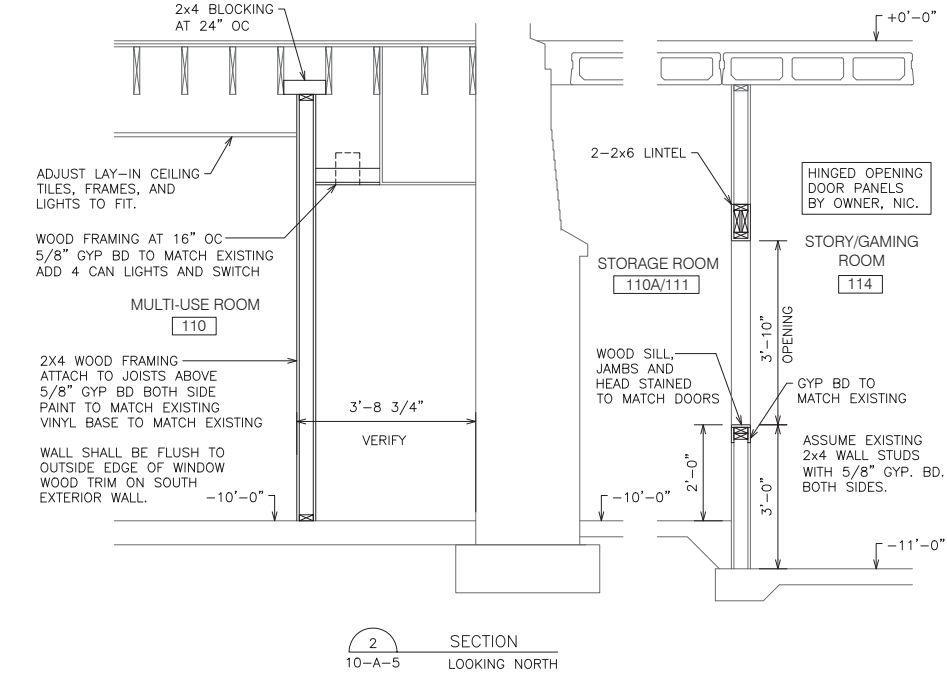 2x4 BLOCKING
AT 24" OC
+0'-0"
2-2x6 LINTEL
HINGED OPENING
DOOR PANELS
BY OWNER, NIC.
ADJUST LAY-IN CEILING
TILES, FRAMES, AND
LIGHTS TO FIT.
WOOD FRAMING AT 16" OC
5/8" GYP BD TO MATCH EXISTING
ADD 4 CAN LIGHTS AND SWITCH
STORAGE ROOM
110A/111
STORY/GAMING
ROOM
114
MULTI-USE ROOM
110
3'-10"
OPENING
2X4 WOOD FRAMING
ATTACH TO JOISTS ABOVE
5/8" GYP BD BOTH SIDE
PAINT TO MATCH EXISTING
VINYL BASE TO MATCH EXISTING
WOOD SILL,
JAMBS AND
HEAD STAINED
TO MATCH DOORS
GYP BD TO
MATCH EXISTING
3'-8 3/4"
VERIFY
WALL SHALL BE FLUSH TO
OUTSIDE EDGE OF WINDOW
WOOD TRIM ON SOUTH
EXTERIOR WALL.
-10'-0"
-10'-0"
2'-0"
3'-0"
ASSUME EXISTING
2x4 WALL STUDS
WITH 5/8" GYP. BD.
BOTH SIDES.
-11'-0"
2
10-A-5
SECTION
LOOKING NORTH